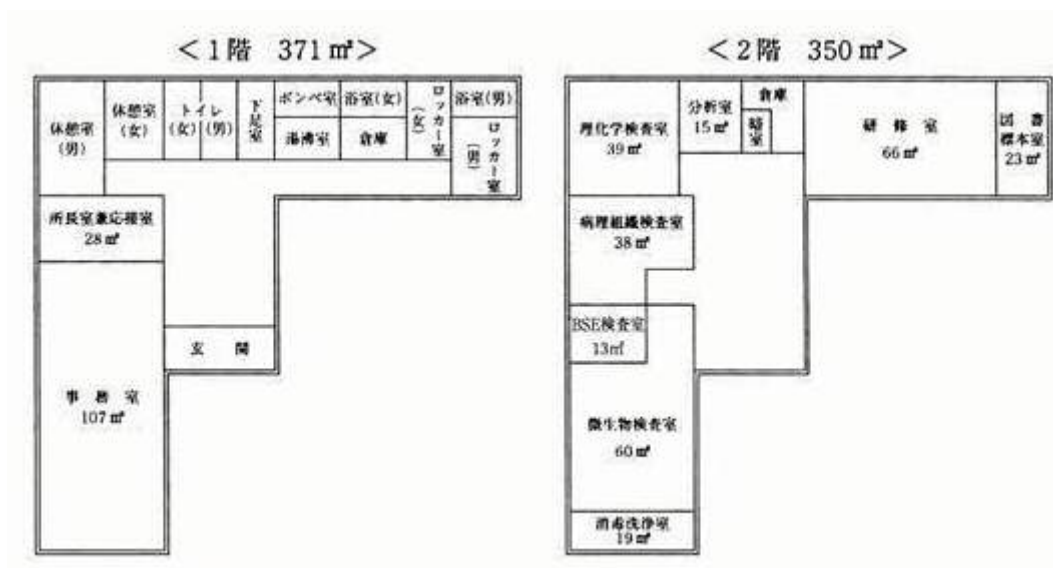 <1階 371㎡>
休憩室
(男)
休憩室
(女)
トイレ
(女)(男)
下足室
ボンベ室
浴室(女)
湯沸室
倉庫
ロッカー室
(女)
浴室(男)
ロッカー室
(男)
所長室兼応接室
28㎡
玄関
事務室
107㎡
<2階 350㎡>
理化学検査室
39㎡
分析室
15㎡
倉庫
暗室
研修室
66㎡
図書
標本室
23㎡
病理組織検査室
38㎡
BSE検査室
13㎡
微生物検査室
60㎡
消毒洗浄室
19㎡